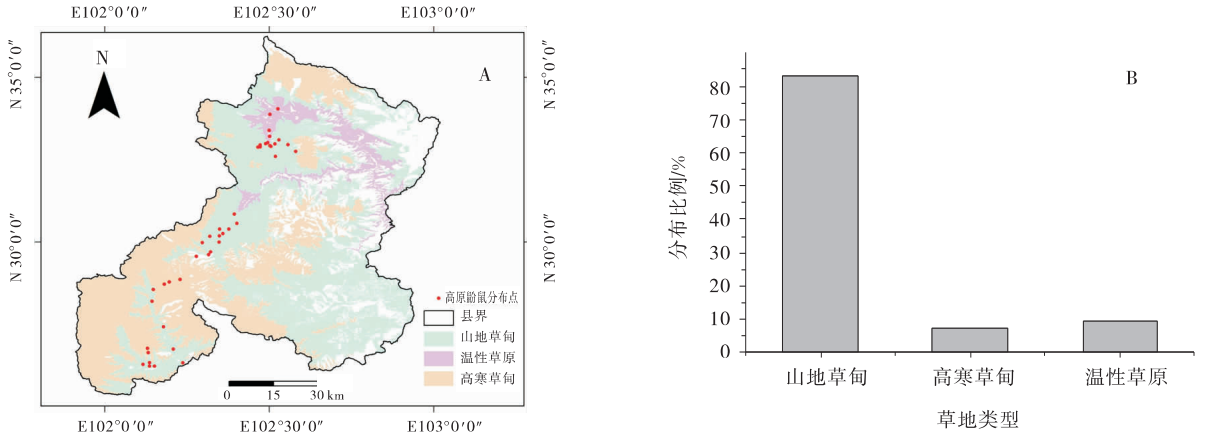 E102°0′0″ E102°30′0″ E103°0′0″
N 35°0′0″
N 30°0′0″
N
A
高原鼢鼠分布点
县界
山地草甸
温性草原
高寒草甸
0 15 30 km
N 35°0′0″
N 30°0′0″
E102°0′0″ E102°30′0″ E103°0′0″
B
分布比例/%
80
70
60
50
40
30
20
10
0
山地草甸 高寒草甸 温性草原
草地类型